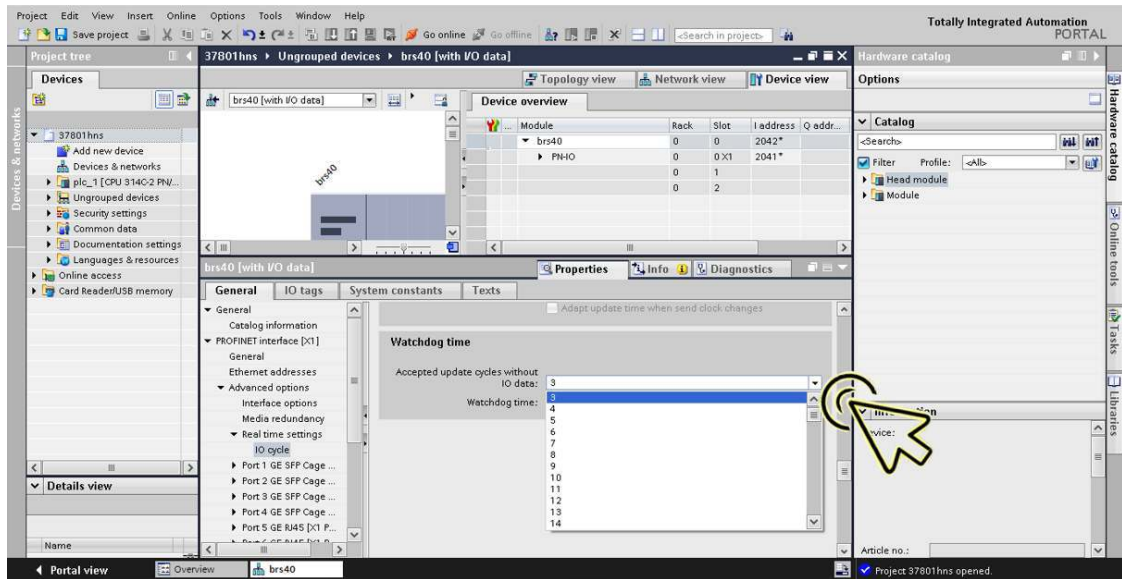 Project Edit View Insert Online Options Tools Window Help
Totally Integrated Automation
PORTAL
Save project
Go online
Go offline
<Search in project>
Project tree
37801hns
Ungrouped devices
brs40 [with I/O data]
Hardware catalog
Devices
Topology view
Network view
Device view
Options
brs40 [with I/O data]
Device overview
... Module Rack Slot I address Q addr...
brs40 0 0 2042*
PN-IO 0 0 X1 2041*
0 1
0 2
brs40
37801hns
Add new device
Devices & networks
plc_1 [CPU 314C-2 PN/...
Ungrouped devices
Security settings
Common data
Documentation settings
Languages & resources
Online access
Card Reader/USB memory
Devices & networks
Catalog
<Search>
Filter Profile: <All>
Head module
Module
Hardware catalog
Online tools
Tasks
Libraries
brs40 [with I/O data]
Properties
Info
Diagnostics
General
IO tags
System constants
Texts
General
Catalog information
PROFINET interface [X1]
General
Ethernet addresses
Advanced options
Interface options
Media redundancy
Real time settings
IO cycle
Port 1 GE SFP Cage ...
Port 2 GE SFP Cage ...
Port 3 GE SFP Cage ...
Port 4 GE SFP Cage ...
Port 5 GE RJ45 [X1 P...
Adapt update time when send clock changes
Watchdog time
Accepted update cycles without
IO data: 3
Watchdog time:
3
4
5
6
7
8
9
10
11
12
13
14
Article no.:
Details view
Name
Portal view
Overview
brs40
Project 37801hns opened.